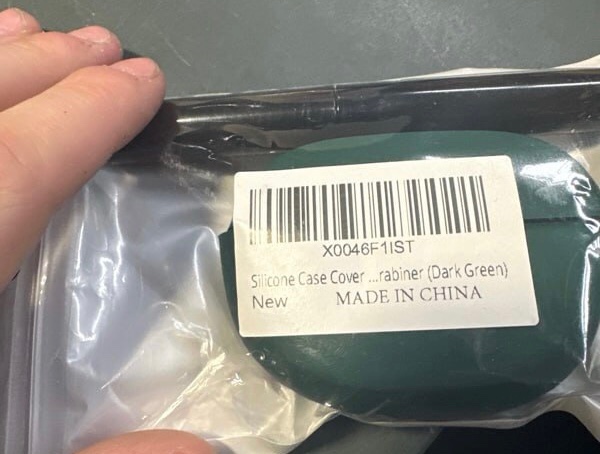 X0046F1IST
Silicone Case Cover ...rabiner (Dark Green)
New MADE IN CHINA